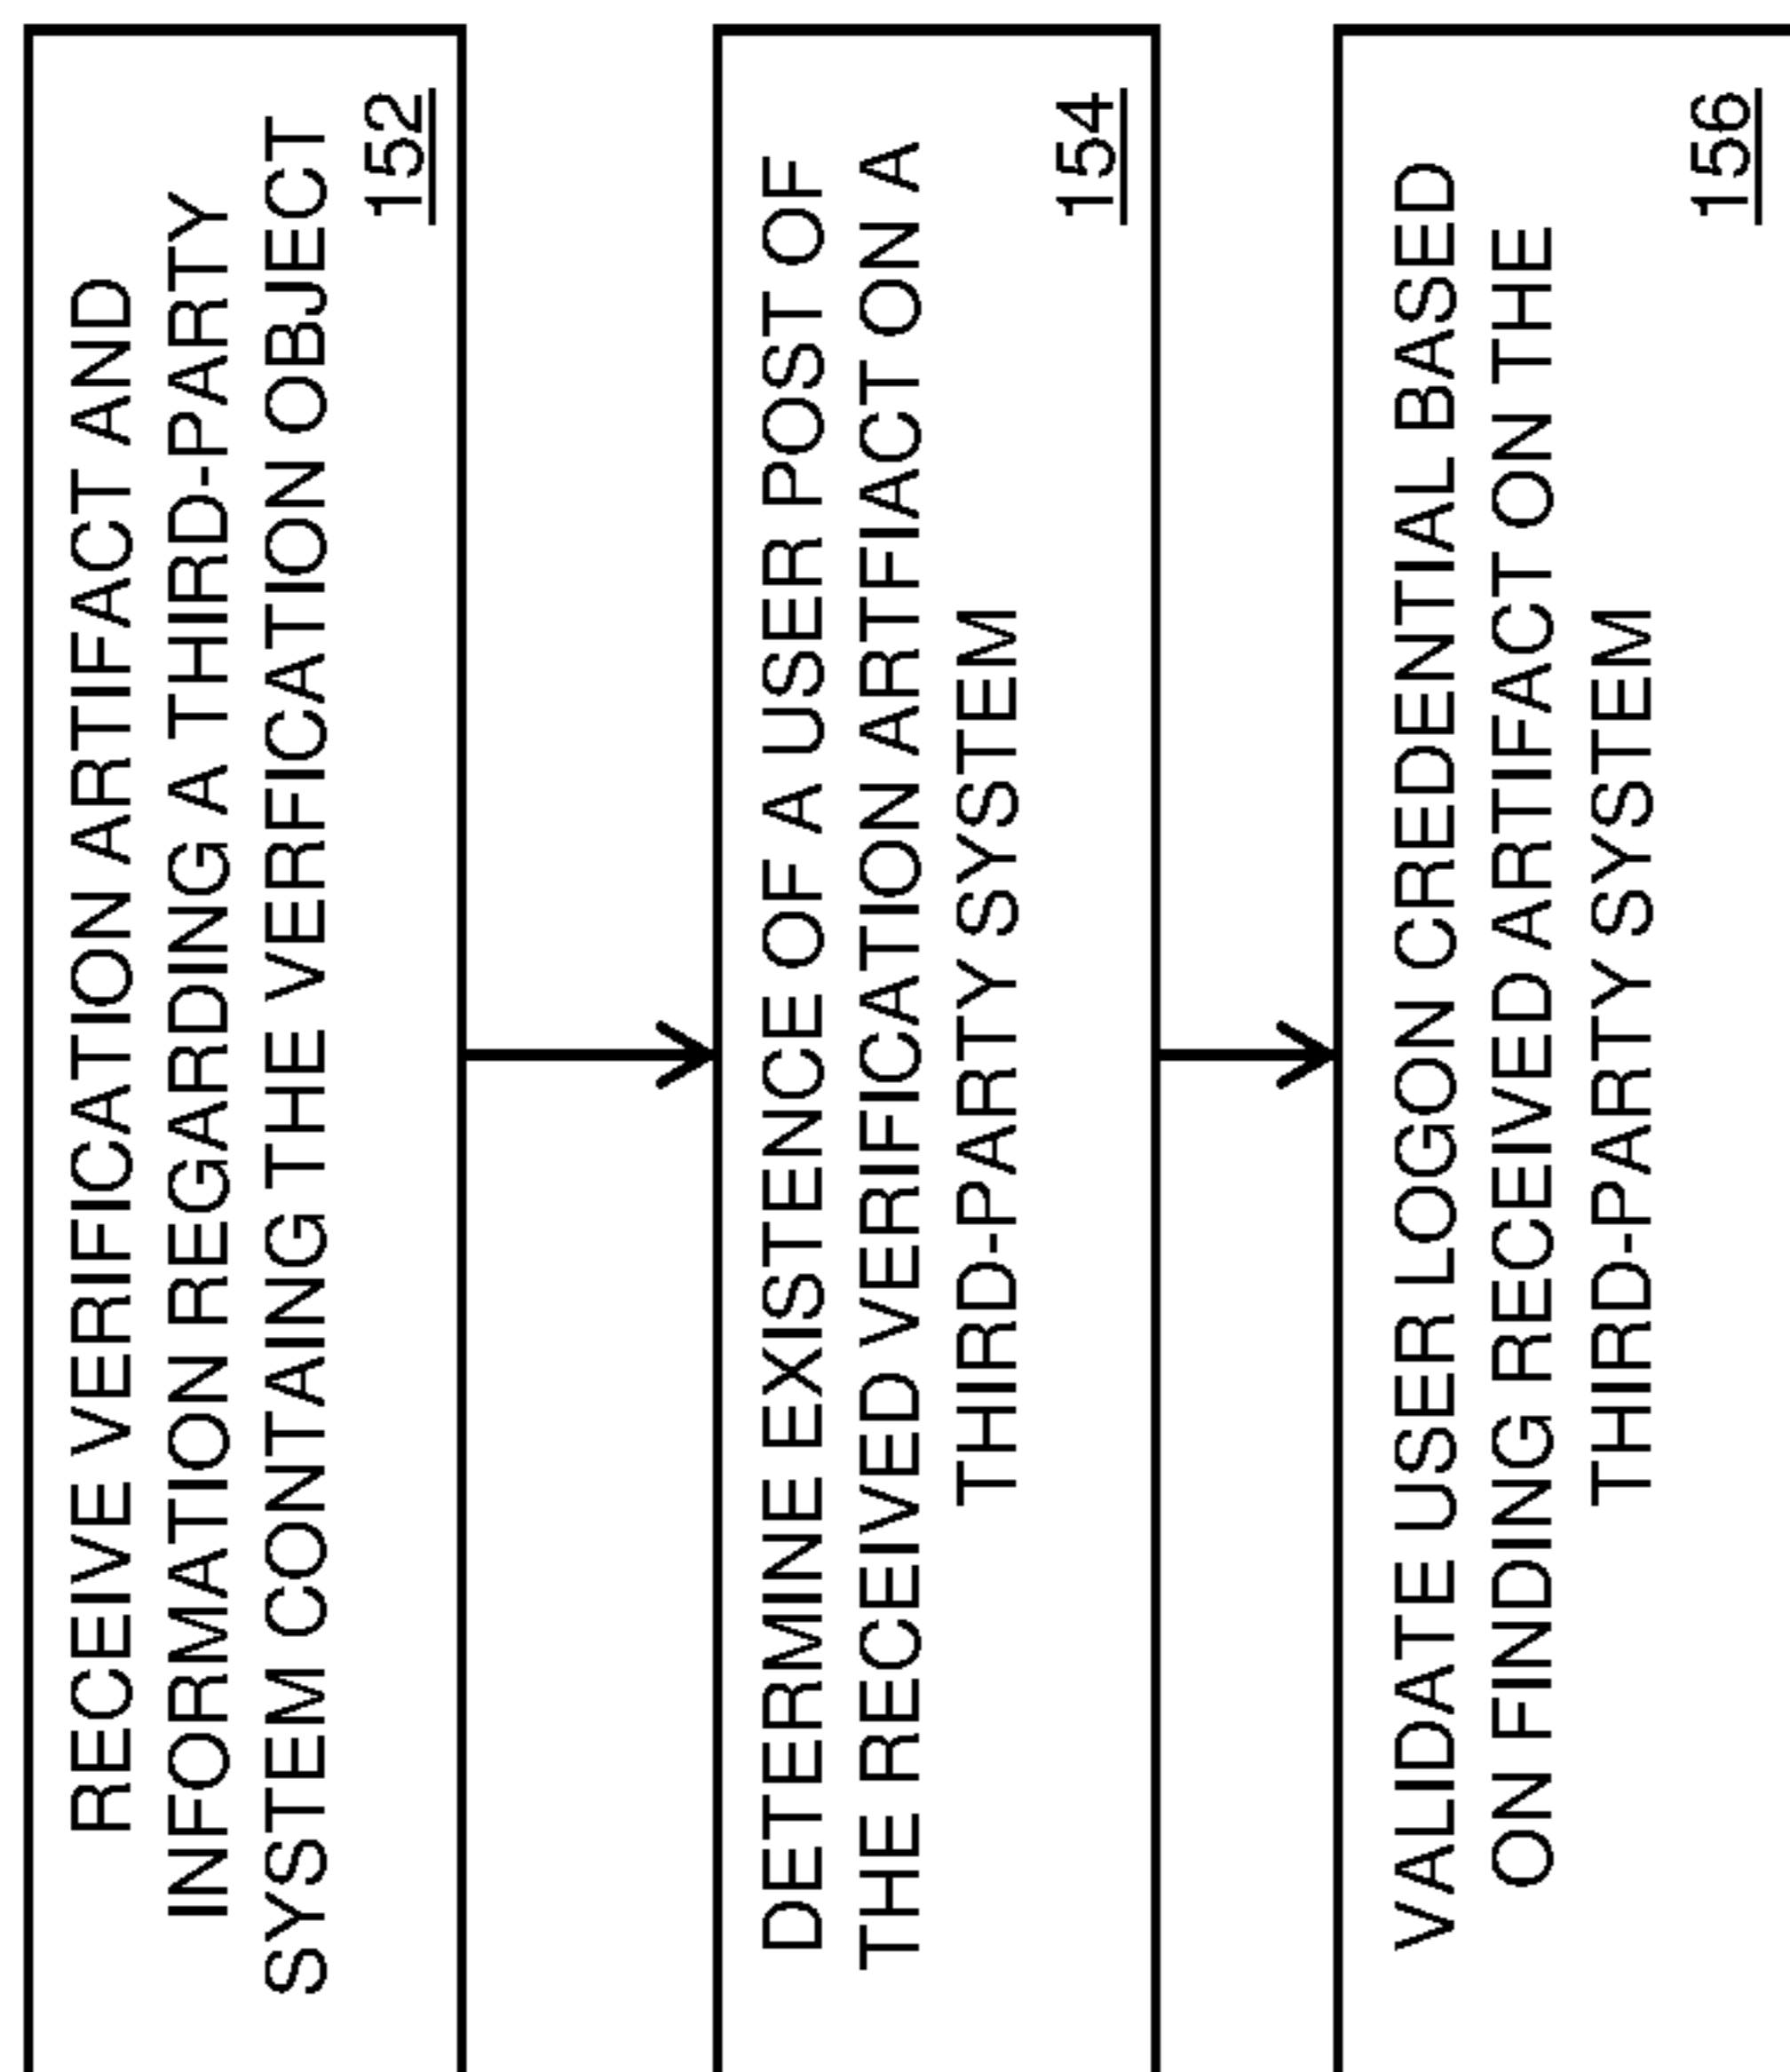 RECEIVE VERIFICATION ARTIFACT AND
INFORMATION REGARDING A THIRD-PARTY
SYSTEM CONTAINING THE VERFICATION OBJECT
152
DETERMINE EXISTENCE OF A USER POST OF
THE RECEIVED VERIFICATION ARTFIACT ON A
THIRD-PARTY SYSTEM
154
VALIDATE USER LOGON CREDENTIAL BASED
ON FINDING RECEIVED ARTIFACT ON THE
THIRD-PARTY SYSTEM
156